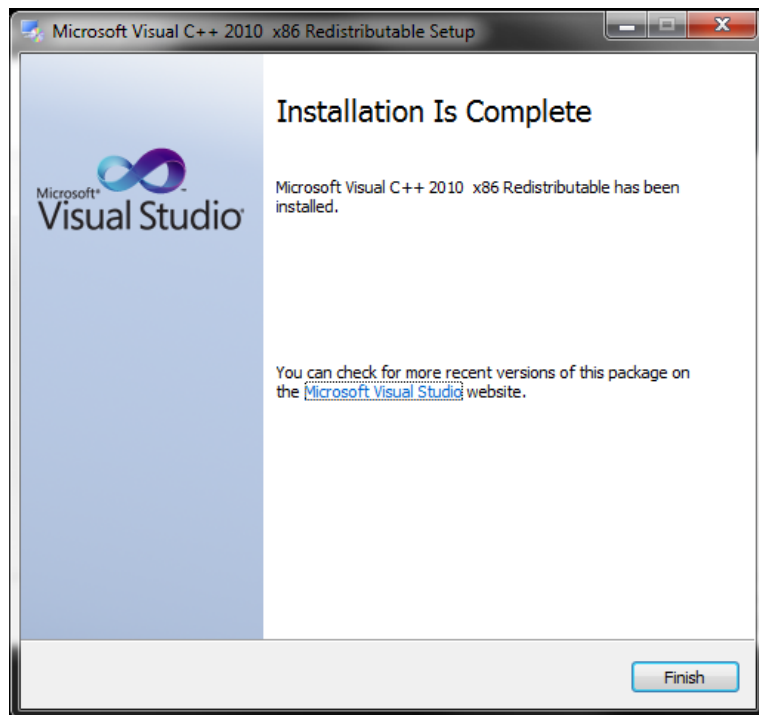 Microsoft Visual C++ 2010  x86 Redistributable Setup
Installation Is Complete
Microsoft Visual C++ 2010  x86 Redistributable has been
installed.
Microsoft®
Visual Studio®
You can check for more recent versions of this package on
the Microsoft Visual Studio website.
Finish